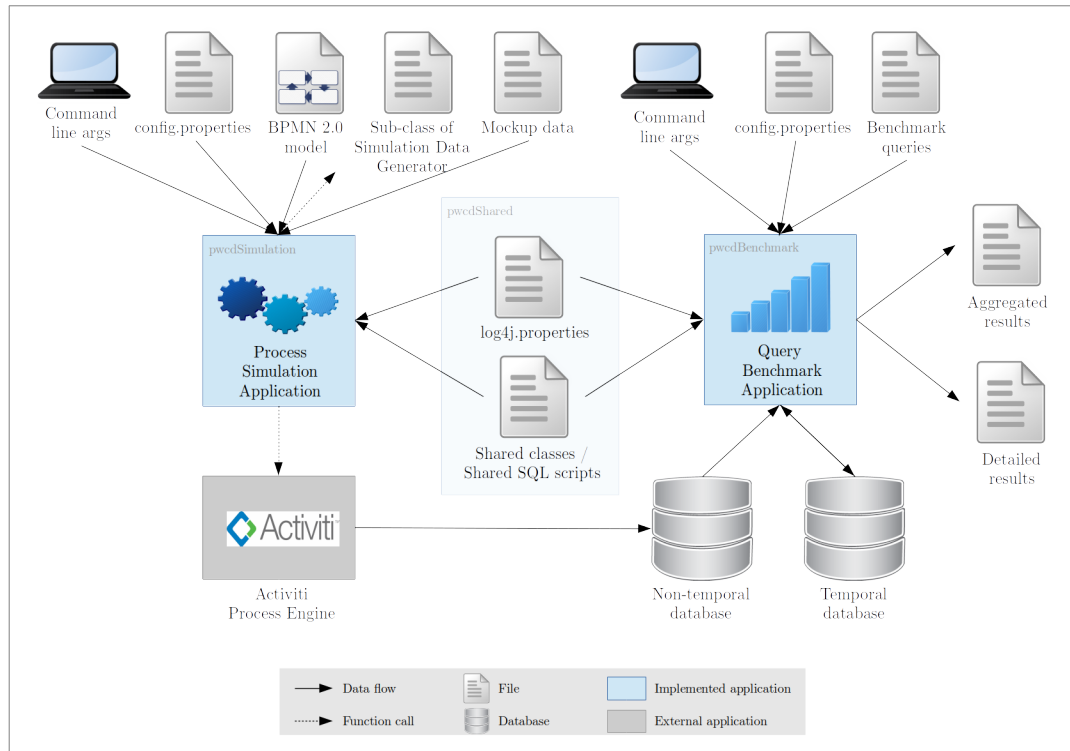 Command
line args
config.properties
BPMN 2.0
model
Sub-class of
Simulation Data
Generator
Mockup data
Command
line args
config.properties
Benchmark
queries
pwcdSimulation
Process
Simulation
Application
pwcdShared
log4j.properties
Shared classes /
Shared SQL scripts
pwcdBenchmark
Query
Benchmark
Application
Aggregated
results
Detailed
results
Activiti
Activiti
Process Engine
Non-temporal
database
Temporal
database
Data flow
File
Implemented application
Function call
Database
External application